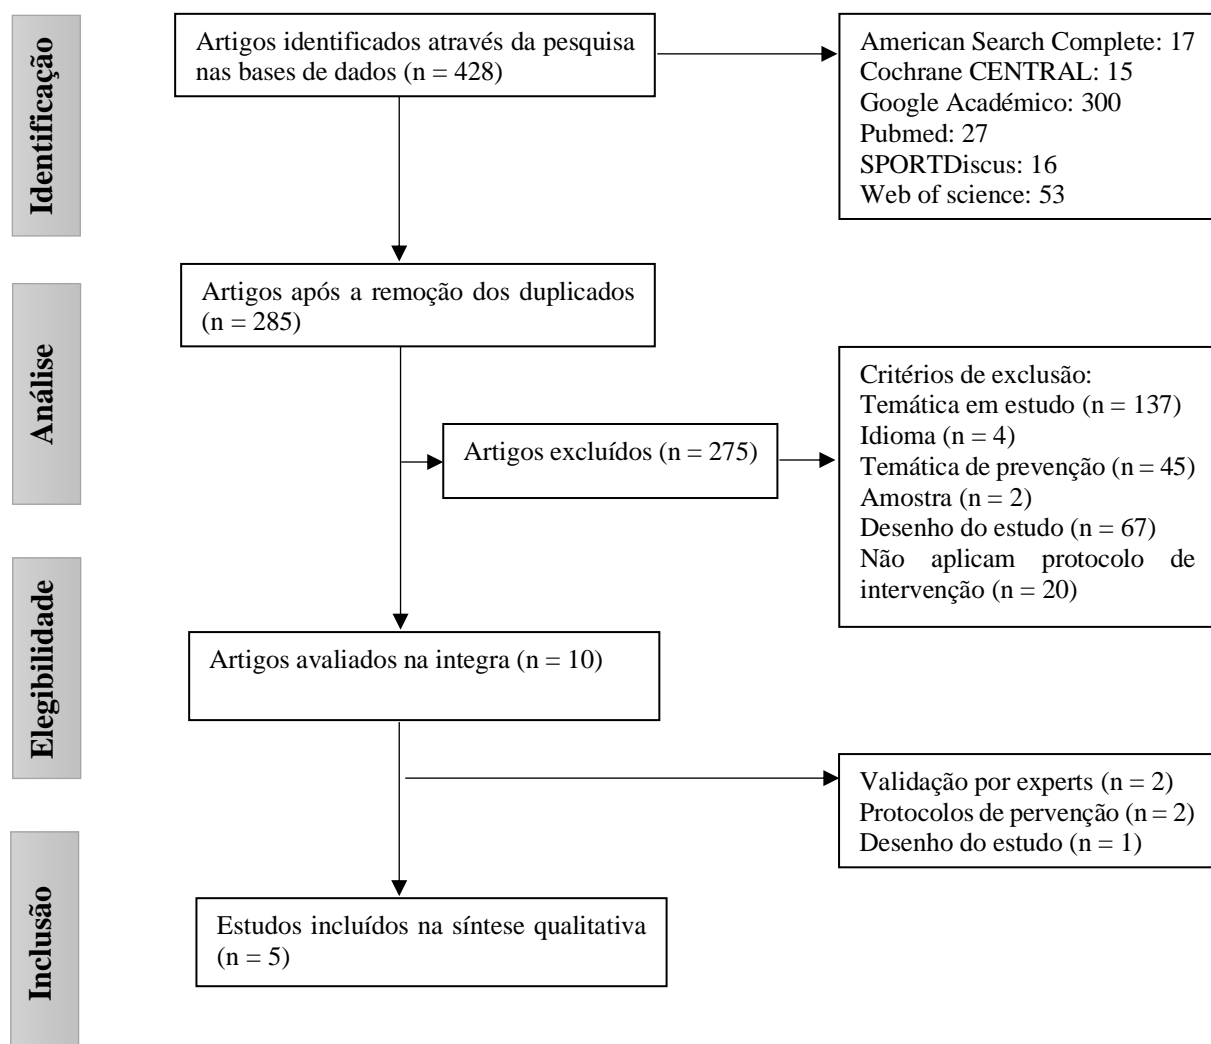 Identificação
Artigos identificados através da pesquisa
nas bases de dados (n = 428)
American Search Complete: 17
Cochrane CENTRAL: 15
Google Académico: 300
Pubmed: 27
SPORTDiscus: 16
Web of science: 53
Análise
Artigos após a remoção dos duplicados
(n = 285)
Artigos excluídos (n = 275)
Critérios de exclusão:
Temática em estudo (n = 137)
Idioma (n = 4)
Temática de prevenção (n = 45)
Amostra (n = 2)
Desenho do estudo (n = 67)
Não aplicam protocolo de
intervenção (n = 20)
Elegibilidade
Artigos avaliados na integra (n = 10)
Validação por experts (n = 2)
Protocolos de pervenção (n = 2)
Desenho do estudo (n = 1)
Inclusão
Estudos incluídos na síntese qualitativa
(n = 5)